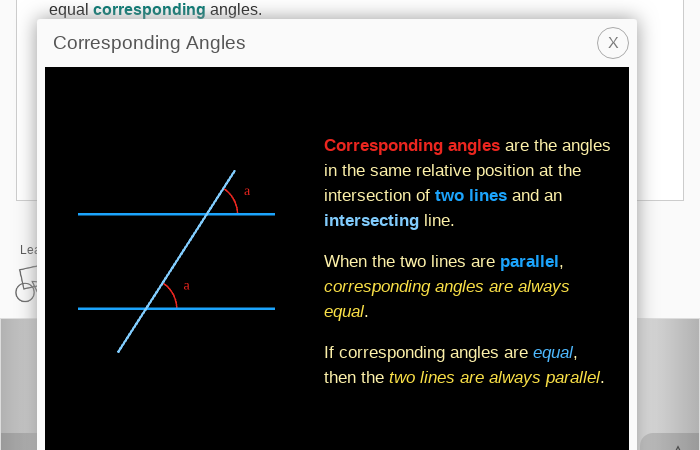 equal corresponding angles.
Corresponding Angles
X
Corresponding angles are the angles
in the same relative position at the
intersection of two lines and an
intersecting line.
a
a
When the two lines are parallel,
corresponding angles are always
equal.
If corresponding angles are equal,
then the two lines are always parallel.
Lea